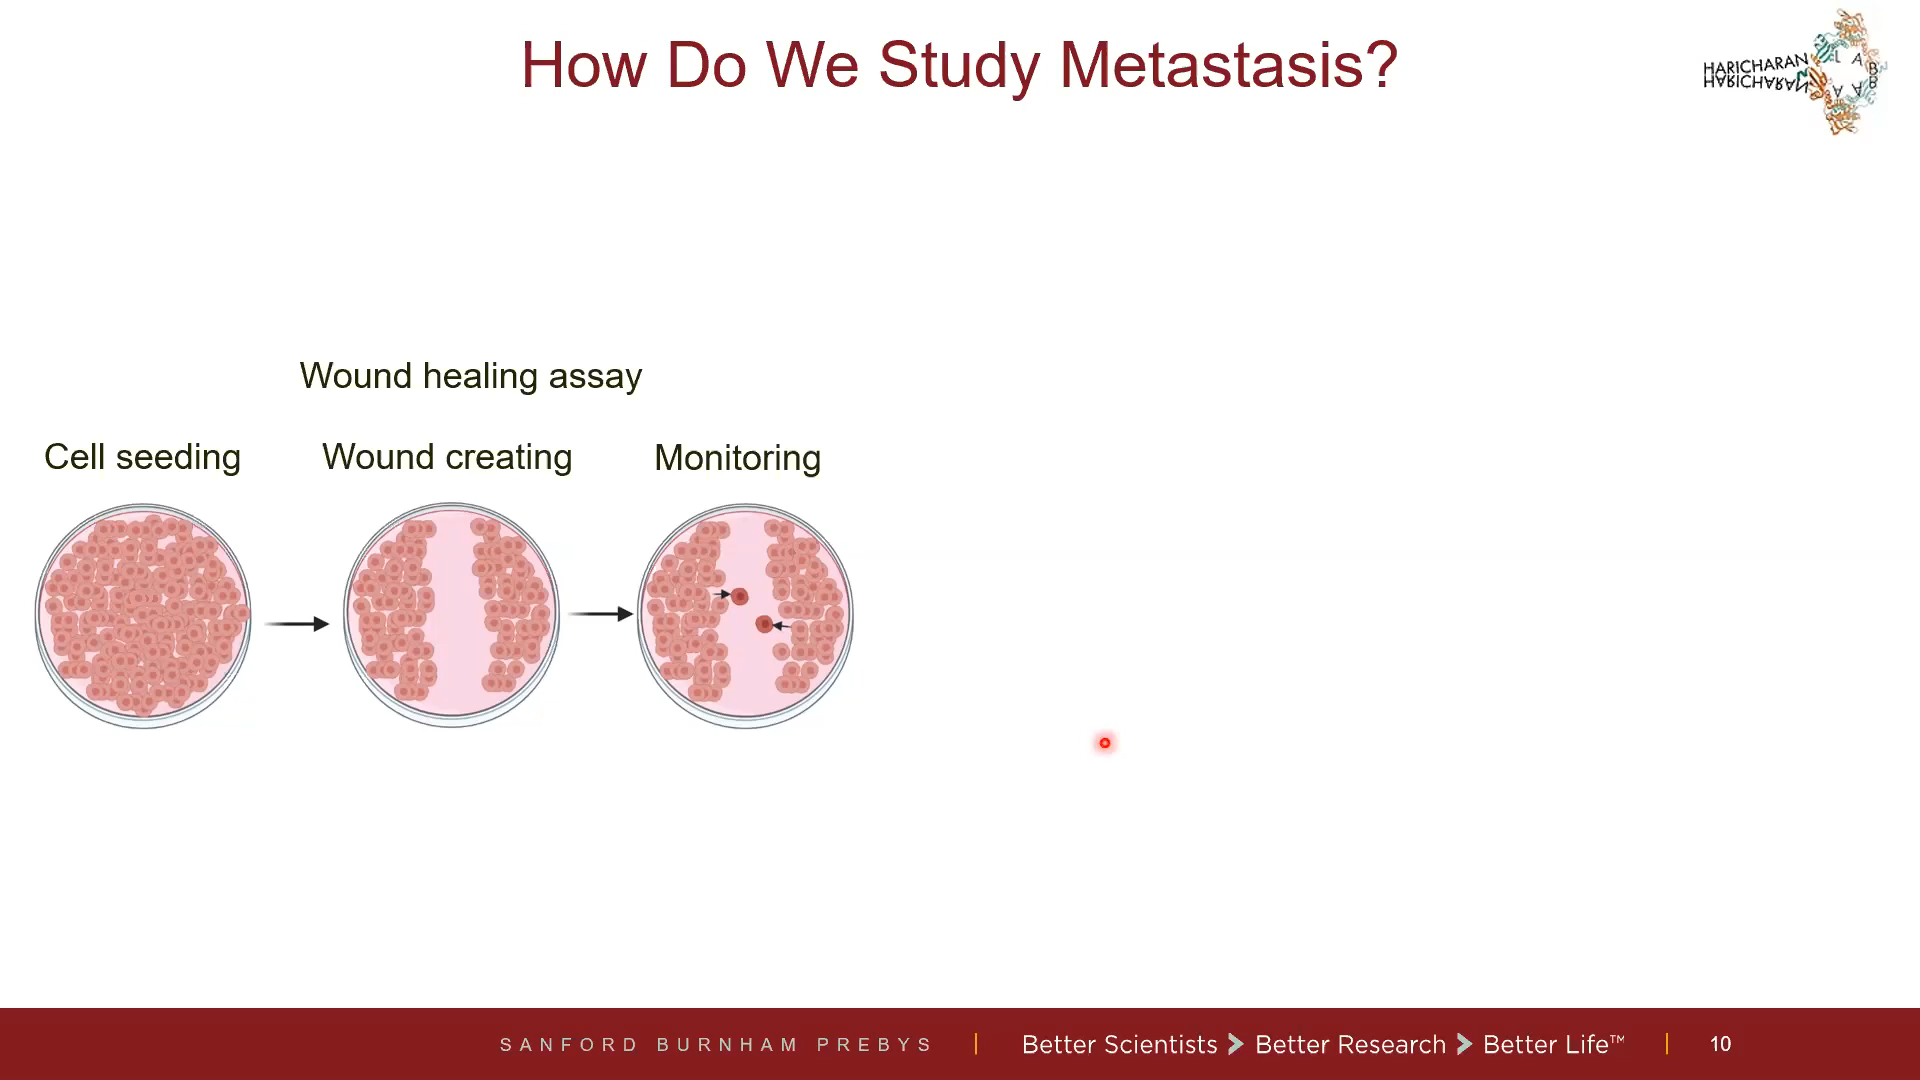 How Do We Study Metastasis?
HARICHARAN
LAB
Wound healing assay
Cell seeding
Wound creating
Monitoring
SANFORD BURNHAM PREBYS
Better Scientists > Better Research > Better Life™
10